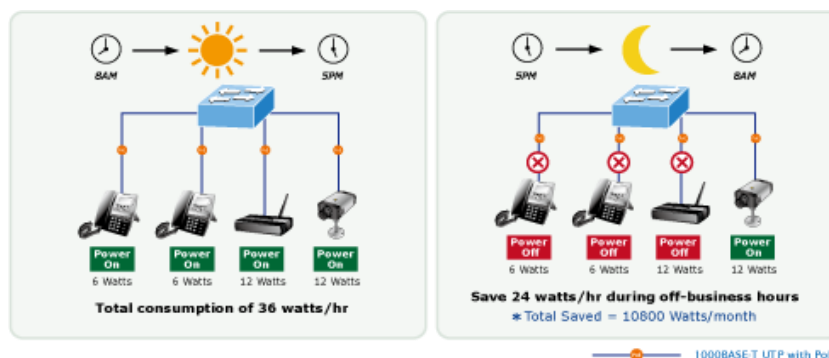 8AM
5PM
Power On
Power On
Power On
Power On
6 Watts
6 Watts
12 Watts
12 Watts
Total consumption of 36 watts/hr
5PM
8AM
Power Off
Power Off
Power Off
Power On
6 Watts
6 Watts
12 Watts
12 Watts
Save 24 watts/hr during off-business hours
* Total Saved = 10800 Watts/month
1000BASE-T UTP with